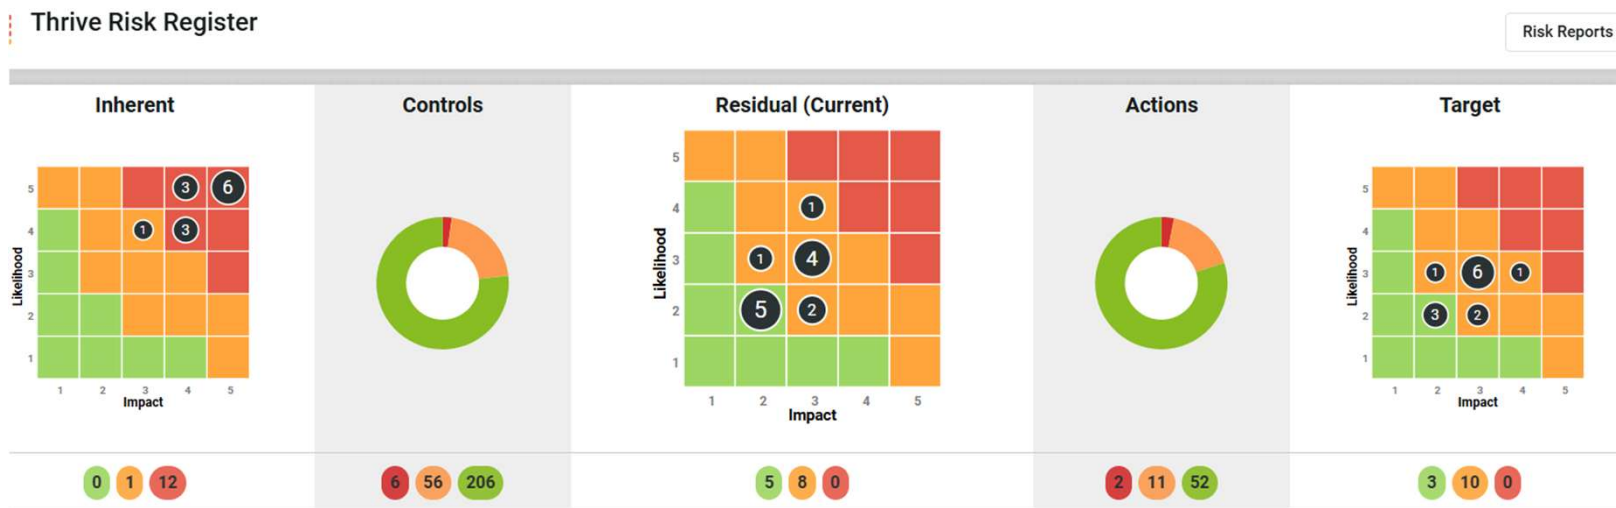 Thrive Risk Register
Risk Reports
Inherent Controls Residual (Current) Actions Target
Inherent
5 3 6
4 1 3
3
2
1
1 2 3 4 5
Likelihood
Impact
Residual (Current)
5
4 1
3 1 4
2 5 2
1
1 2 3 4 5
Likelihood
Impact
Target
5
4
3 1 6 1
2 3 2
1
1 2 3 4 5
Likelihood
Impact
0 1 12
6 56 206
5 8 0
2 11 52
3 10 0